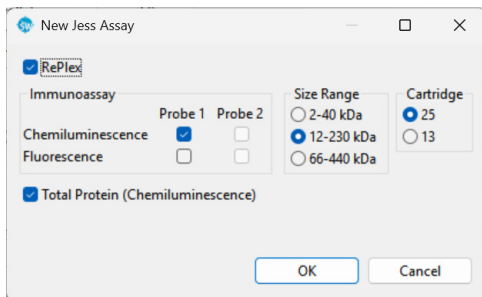 New Jess Assay
RePlex
Immunoassay
Probe 1 Probe 2
Chemiluminescence
Fluorescence
Size Range
2-40 kDa
12-230 kDa
66-440 kDa
Cartridge
25
13
Total Protein (Chemiluminescence)
OK Cancel